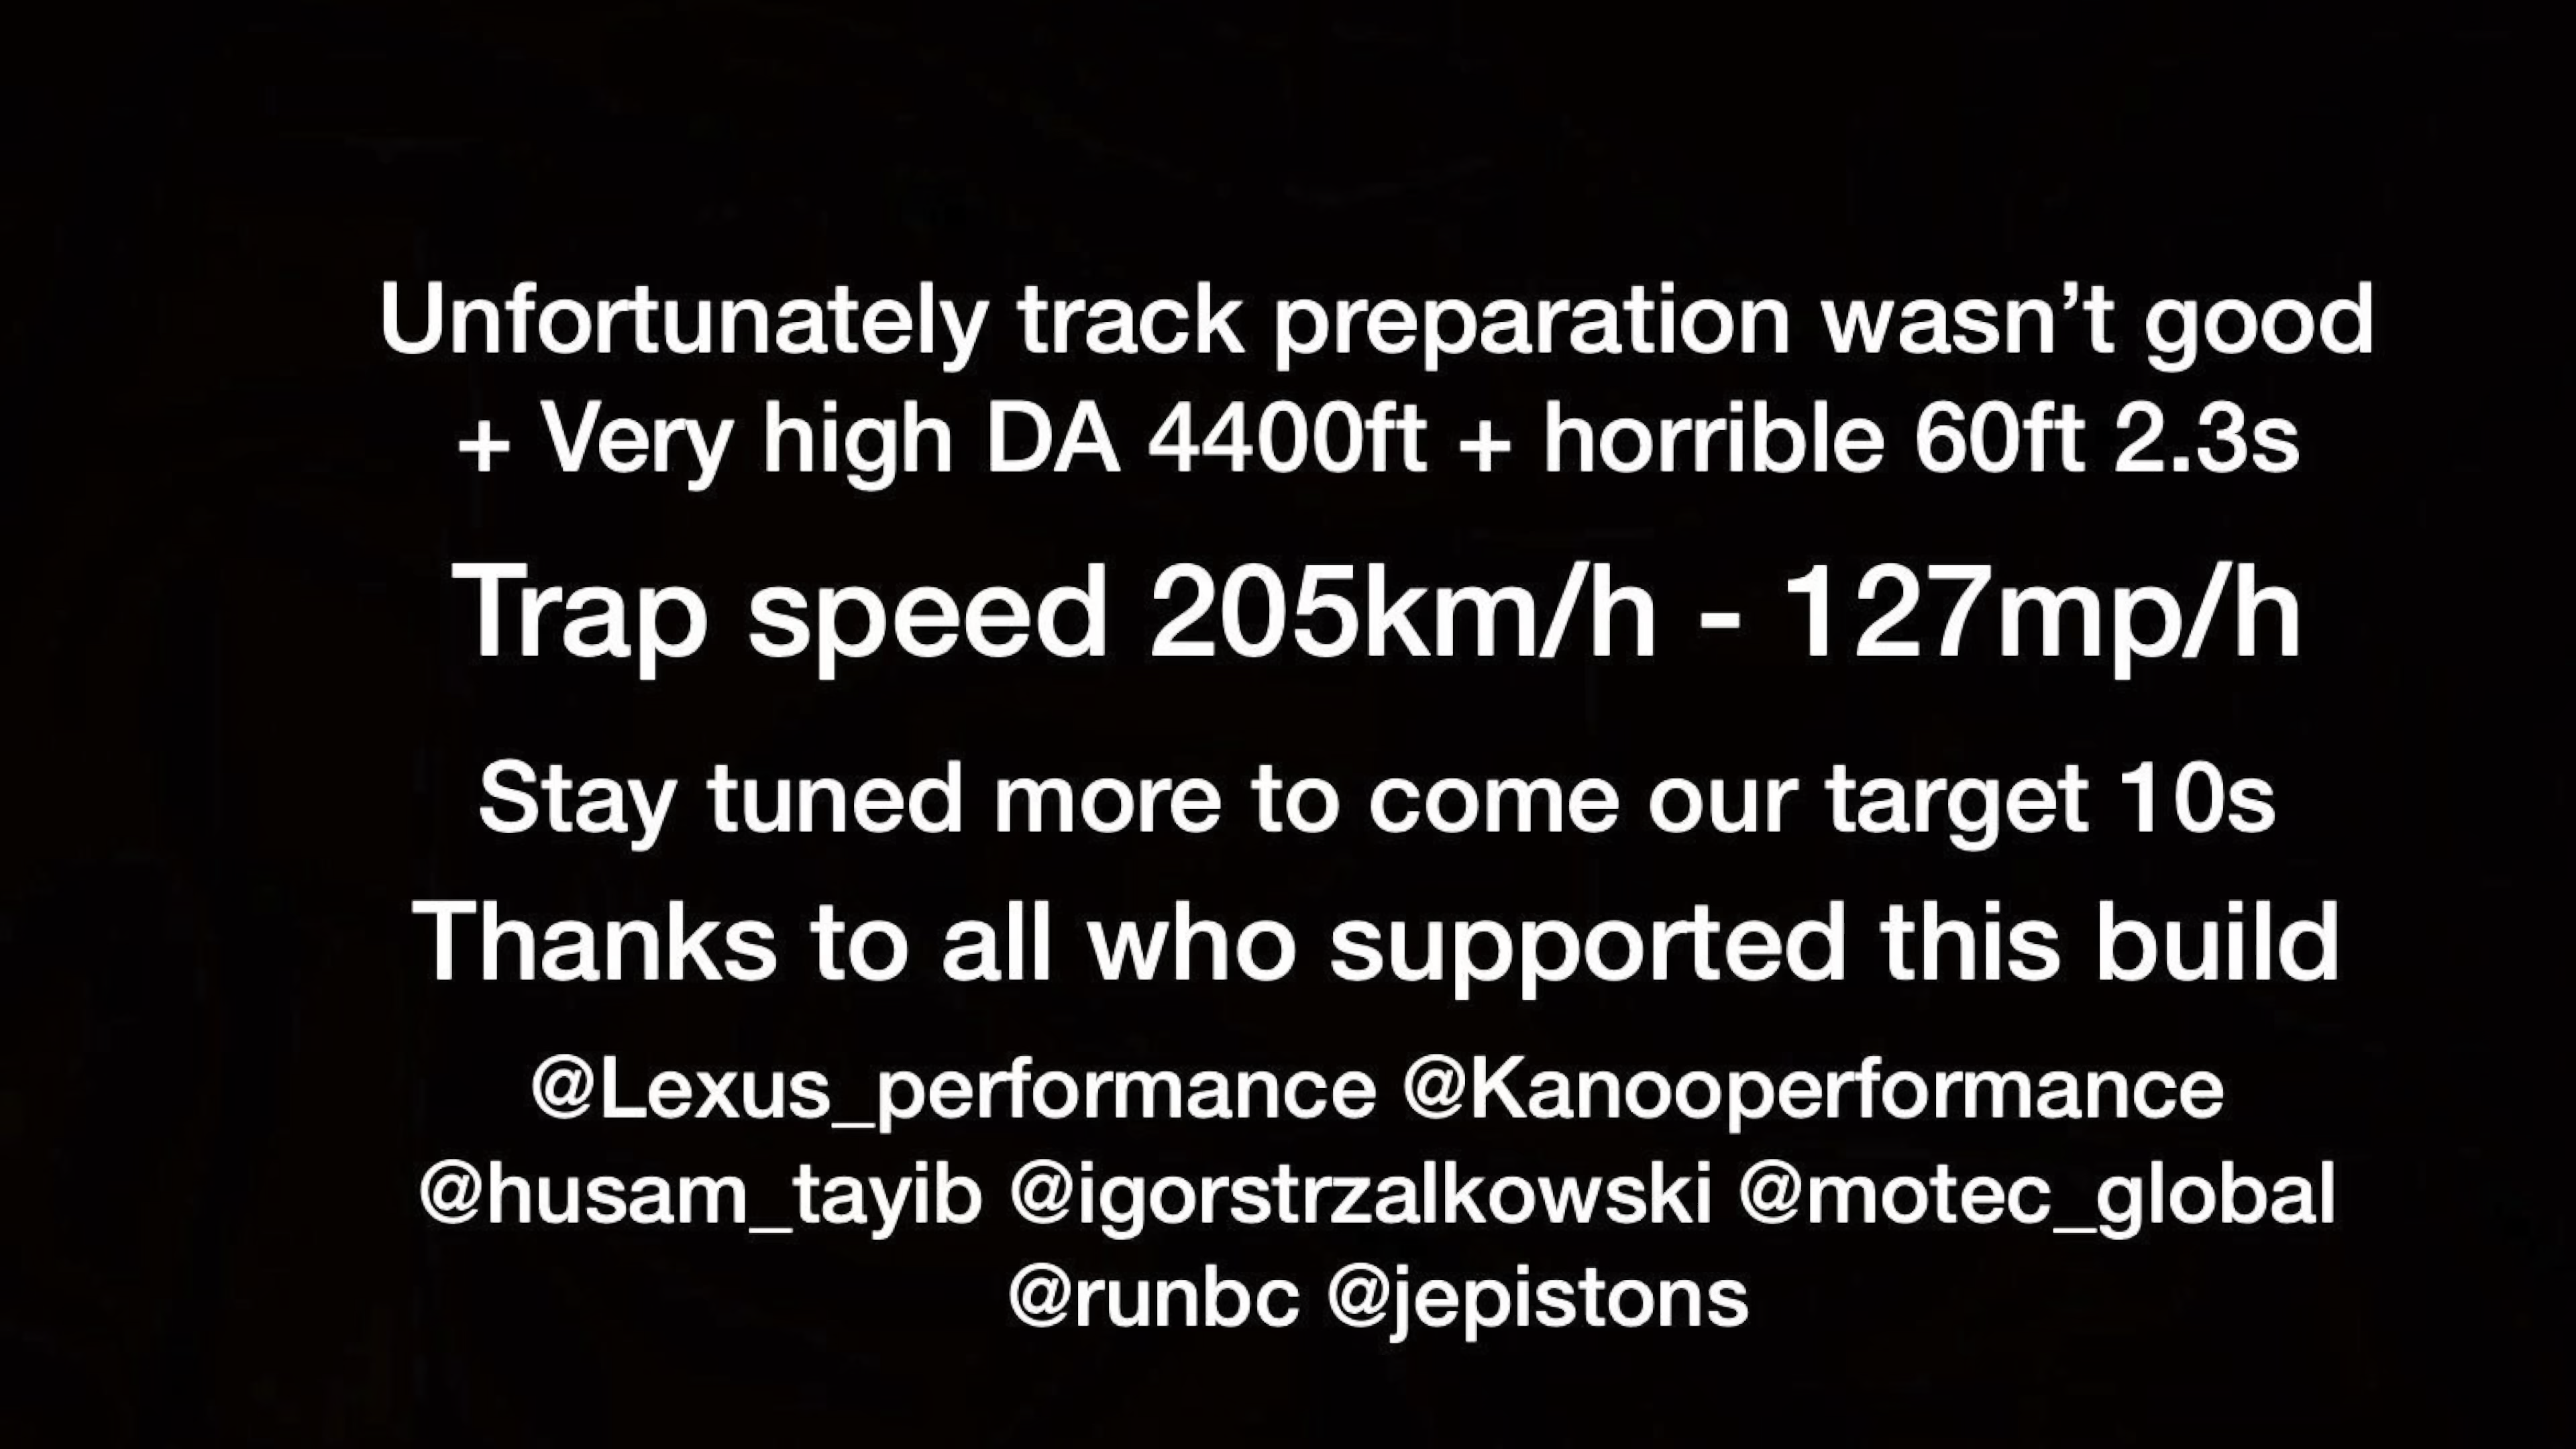 Unfortunately track preparation wasn’t good
+ Very high DA 4400ft + horrible 60ft 2.3s
Trap speed 205km/h - 127mp/h
Stay tuned more to come our target 10s
Thanks to all who supported this build
@Lexus_performance @Kanooperformance
@husam_tayib @igorstrzalkowski @motec_global
@runbc @jepistons